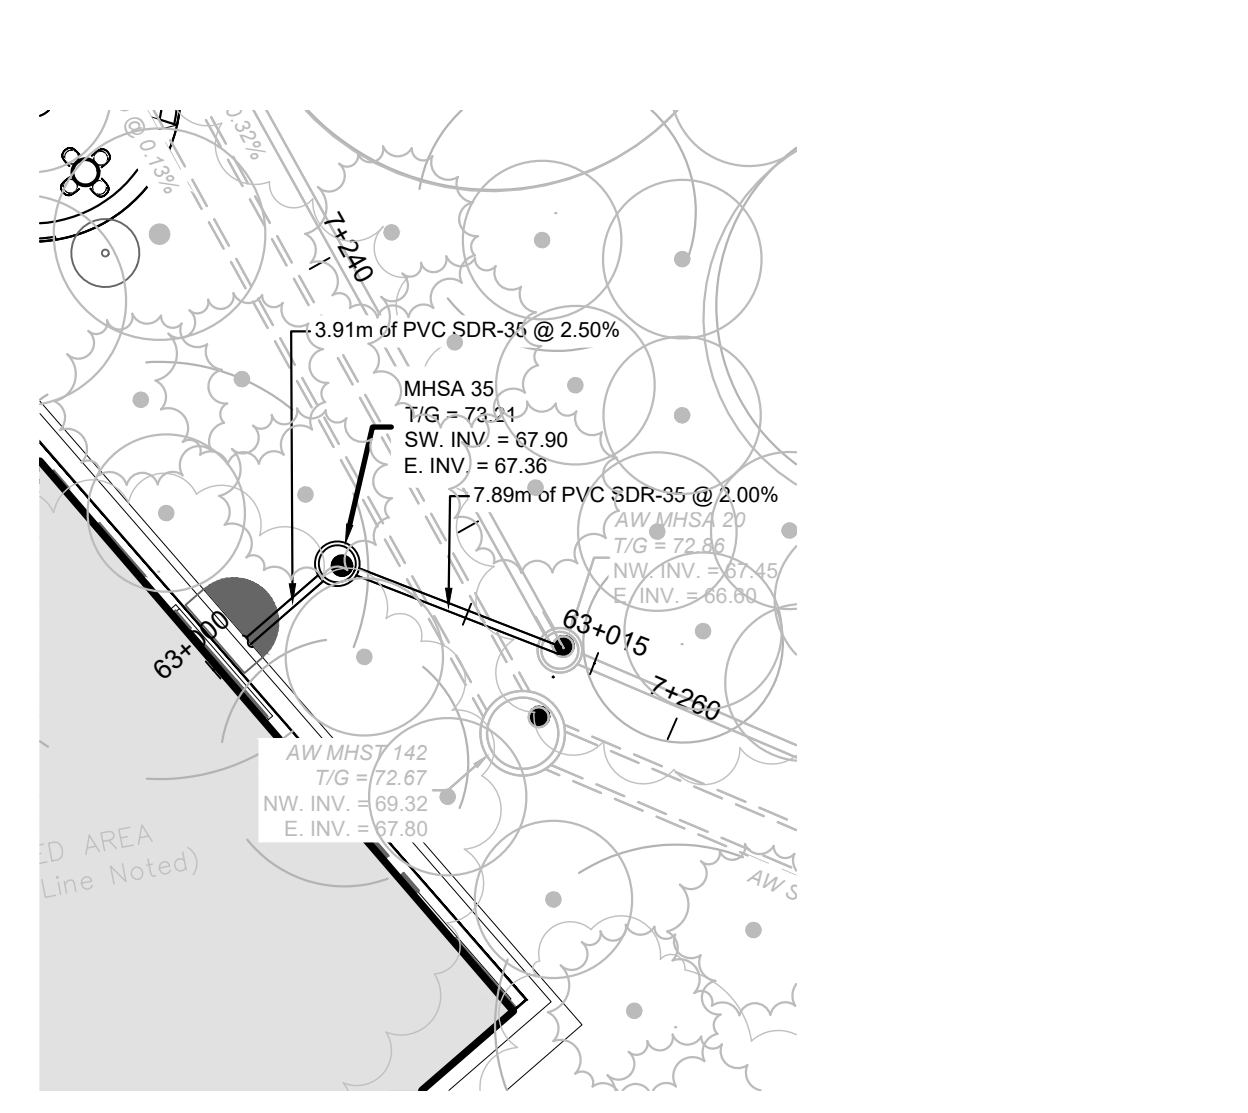 @ 0.13%
0.32%
7+240
3.91m of PVC SDR-35 @ 2.50%
MHSA 35
T/G = 73.21
SW. INV. = 67.90
E. INV. = 67.36
7.89m of PVC SDR-35 @ 2.00%
AW MHSA 20
T/G = 72.86
NW. INV. = 67.45
E. INV. = 66.60
63+000
63+015
7+260
AW MHST 142
T/G = 72.67
NW. INV. = 69.32
E. INV. = 67.80
ED AREA
Line Noted)
AW S